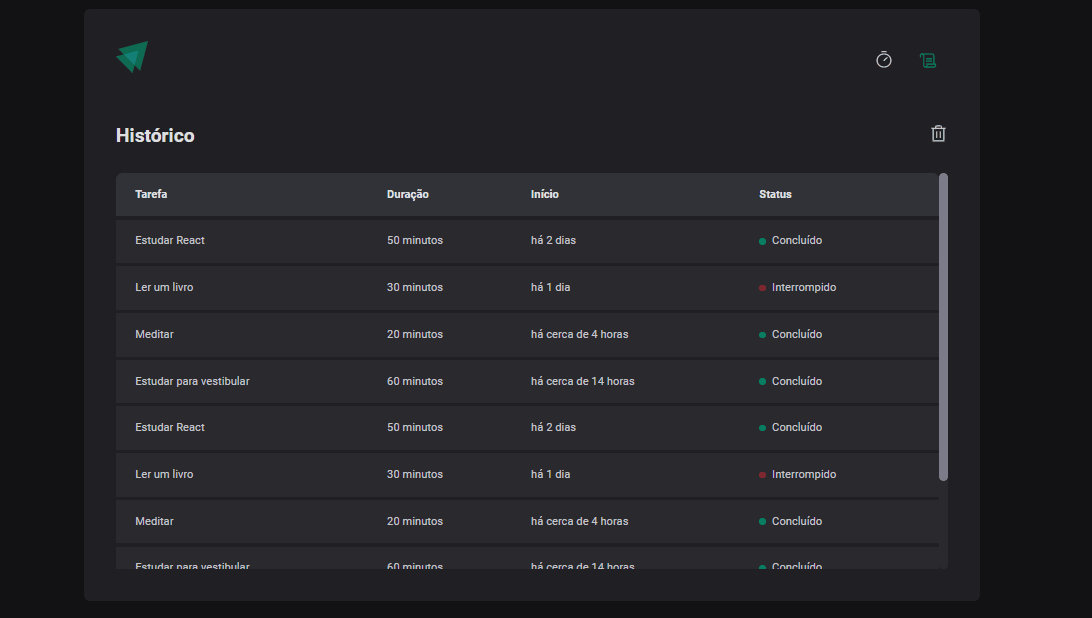 Histórico
Tarefa Duração Início Status
Estudar React 50 minutos há 2 dias Concluído
Ler um livro 30 minutos há 1 dia Interrompido
Meditar 20 minutos há cerca de 4 horas Concluído
Estudar para vestibular 60 minutos há cerca de 14 horas Concluído
Estudar React 50 minutos há 2 dias Concluído
Ler um livro 30 minutos há 1 dia Interrompido
Meditar 20 minutos há cerca de 4 horas Concluído
Estudar para vestibular 60 minutos há cerca de 14 horas Concluído